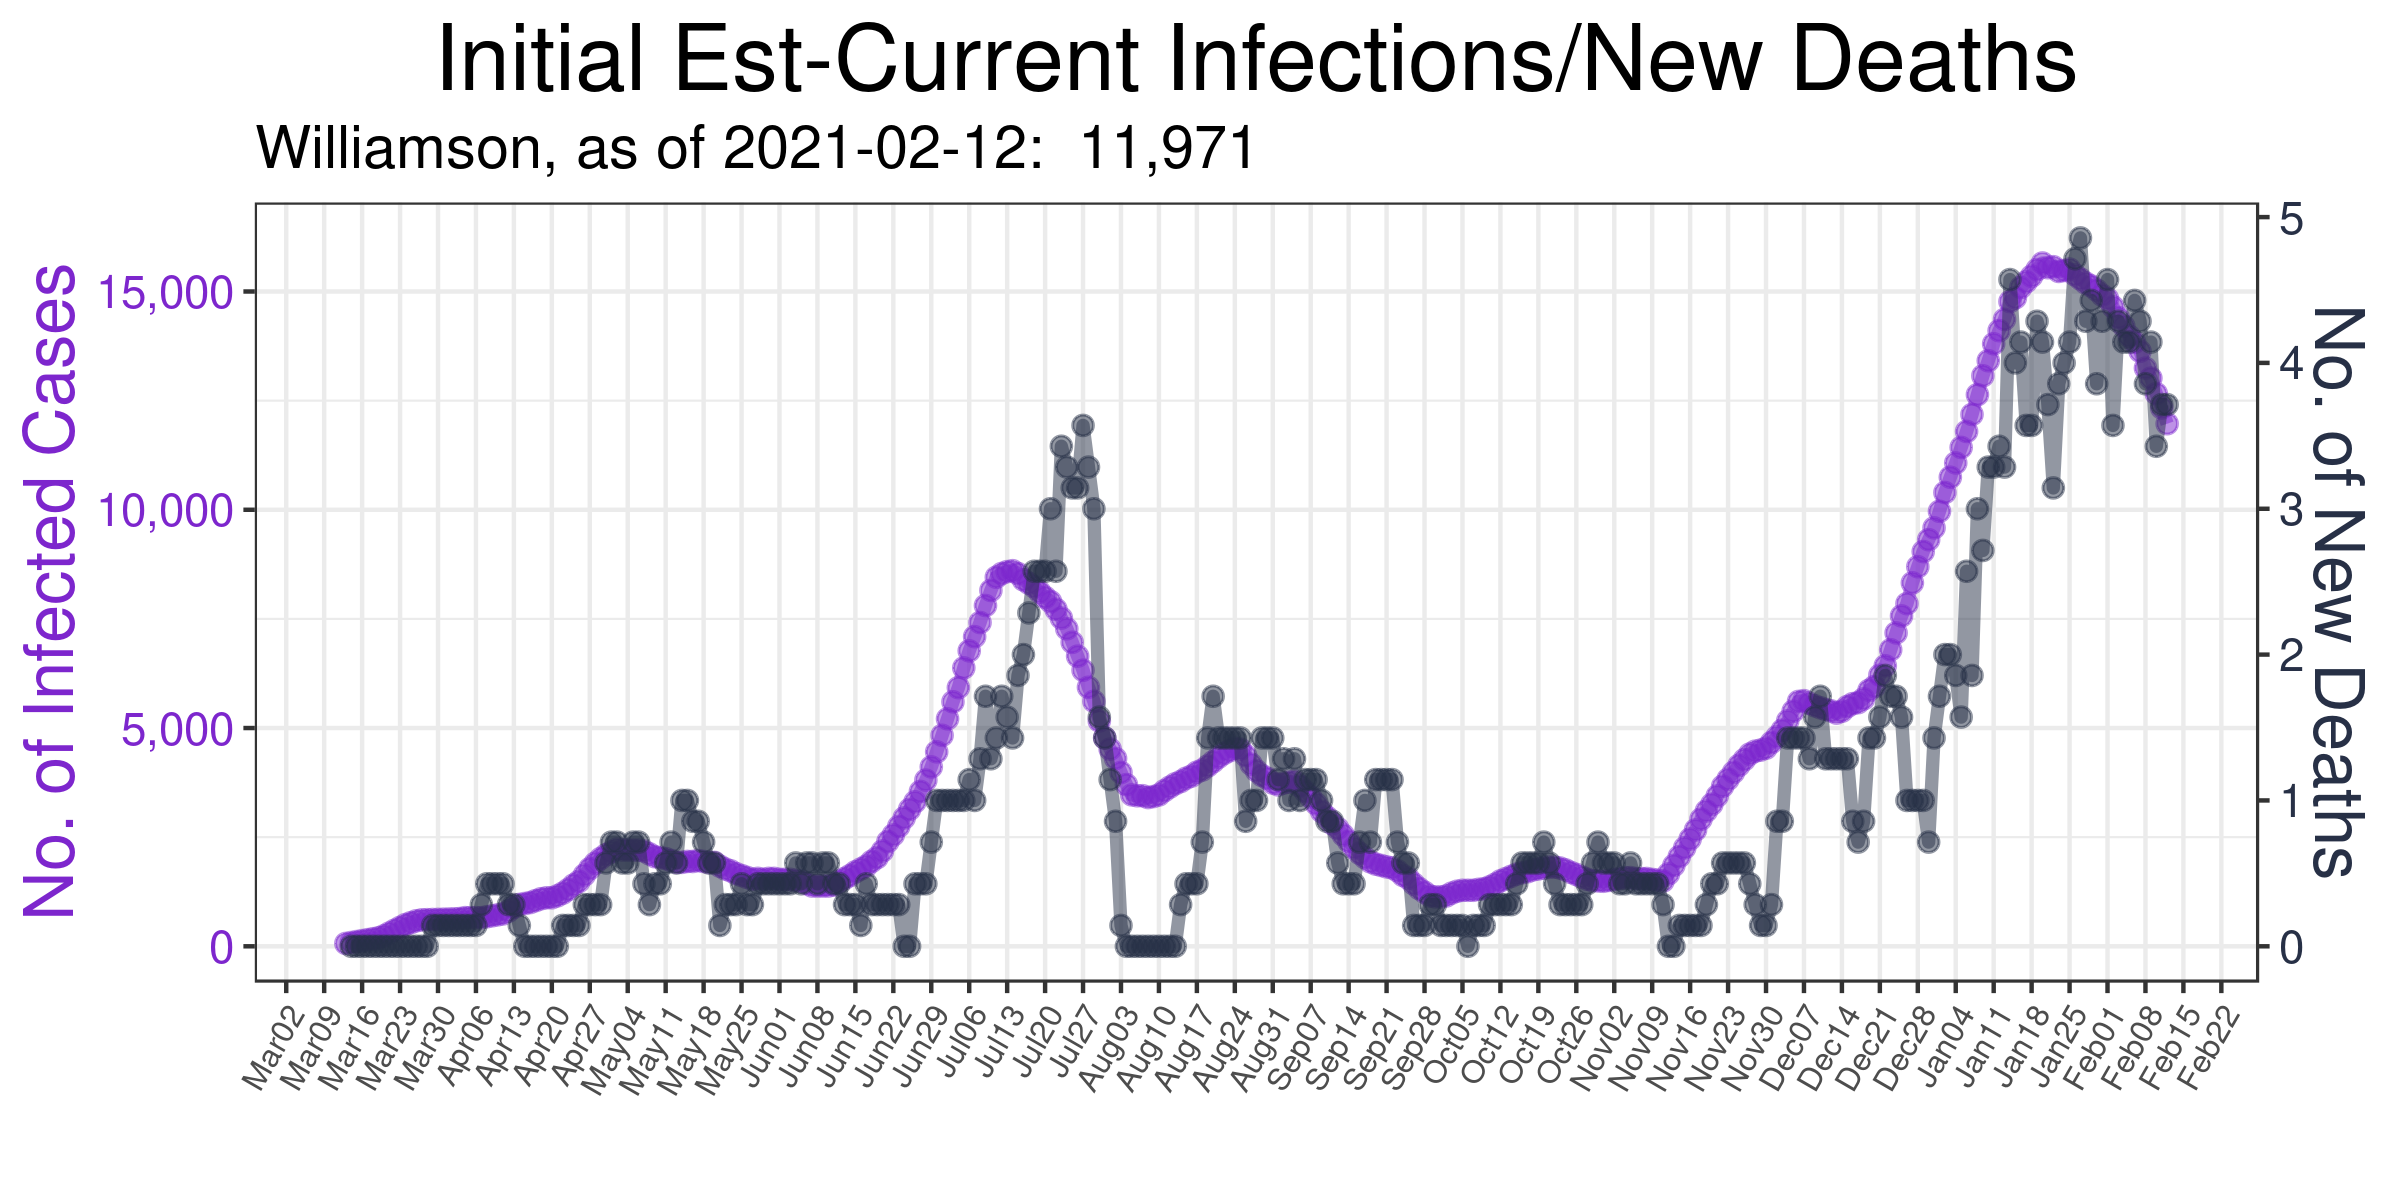 Initial Est-Current Infections/New Deaths
Williamson, as of 2021-02-12:  11,971
No. of Infected Cases
15,000
10,000
5,000
0
5
4
3
2
1
0
No. of New Deaths
Mar02
Mar09
Mar16
Mar23
Mar30
Apr06
Apr13
Apr20
Apr27
May04
May11
May18
May25
Jun01
Jun08
Jun15
Jun22
Jun29
Jul06
Jul13
Jul20
Jul27
Aug03
Aug10
Aug17
Aug24
Aug31
Sep07
Sep14
Sep21
Sep28
Oct05
Oct12
Oct19
Oct26
Nov02
Nov09
Nov16
Nov23
Nov30
Dec07
Dec14
Dec21
Dec28
Jan04
Jan11
Jan18
Jan25
Feb01
Feb08
Feb15
Feb22